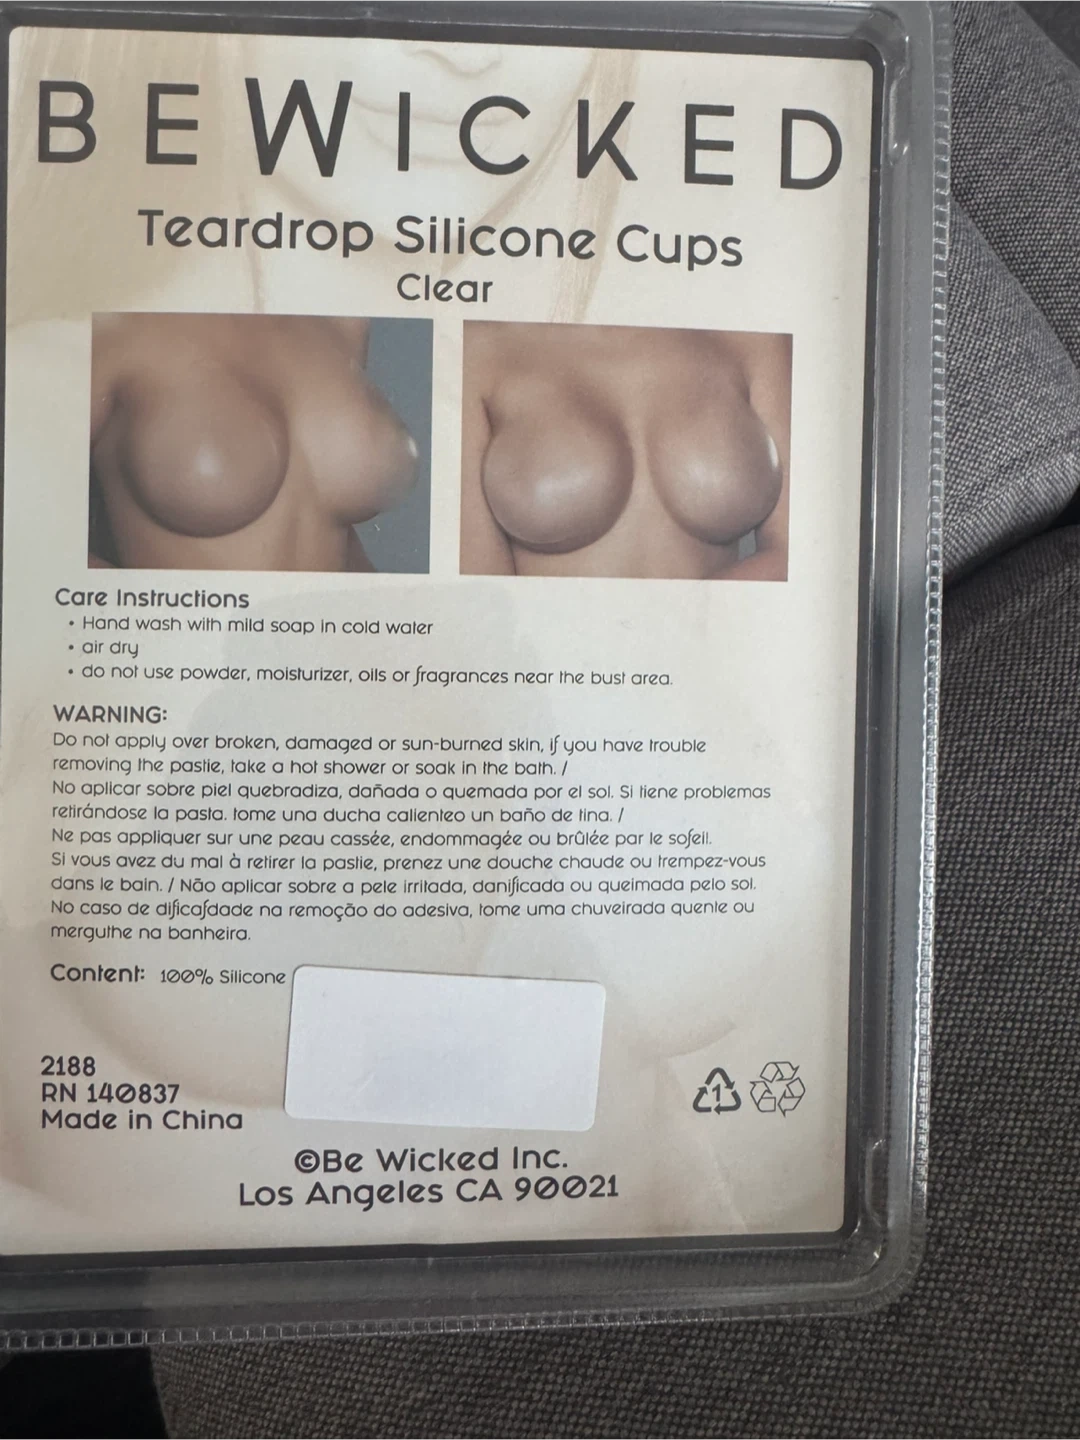 BEWICKED
Teardrop Silicone Cups
Clear
Care Instructions
• Hand wash with mild soap in cold water
• air dry
• do not use powder, moisturizer, oils or fragrances near the bust area.
WARNING:
Do not apply over broken, damaged or sun-burned skin, if you have trouble
removing the pastie, take a hot shower or soak in the bath. /
No aplicar sobre piel quebradiza, dañada o quemada por el sol. Si tiene problemas
retirándose la pasta. tome una ducha calienteo un baño de tina. /
Ne pas appliquer sur une peau cassée, endommagée ou brûlée par le sofeil.
Si vous avez du mal à retirer la pastie, prenez une douche chaude ou trempez-vous
dans le bain. / Não aplicar sobre a pele irritada, danificada ou queimada pelo sol.
No caso de dificafdade na remoção do adesiva, tome uma chuveirada quente ou
mergulhe na banheira.
Content: 100% Silicone
2188
RN 140837
Made in China
1
©Be Wicked Inc.
Los Angeles CA 90021